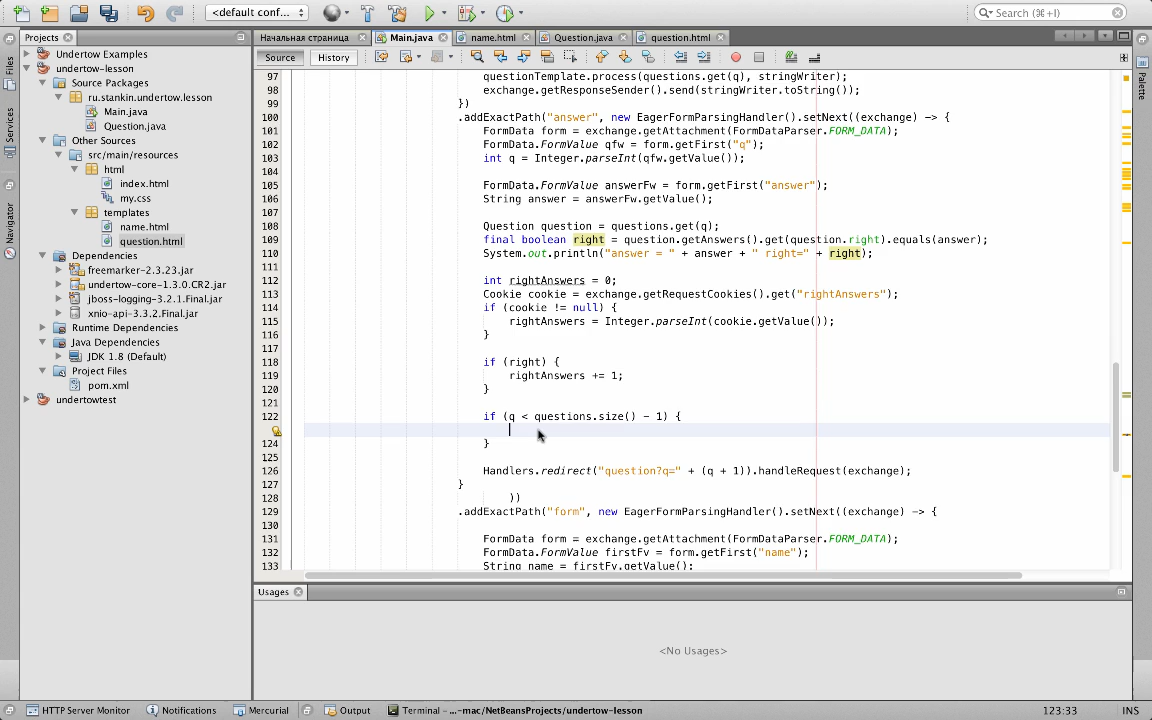 <default conf...
Search (⌘+I)
Projects
Начальная страница
Main.java
name.html
Question.java
question.html
Files
Services
Navigator
Palette
Source
History
Undertow Examples
undertow-lesson
Source Packages
ru.stankin.undertow.lesson
Main.java
Question.java
Other Sources
src/main/resources
html
index.html
my.css
templates
name.html
question.html
Dependencies
freemarker-2.3.23.jar
undertow-core-1.3.0.CR2.jar
jboss-logging-3.2.1.Final.jar
xnio-api-3.3.2.Final.jar
Runtime Dependencies
Java Dependencies
JDK 1.8 (Default)
Project Files
pom.xml
undertowtest
97 questionTemplate.process(questions.get(q), stringWriter);
98 exchange.getResponseSender().send(stringWriter.toString());
99 })
100 .addExactPath("answer", new EagerFormParsingHandler().setNext((exchange) -> {
101 FormData form = exchange.getAttachment(FormDataParser.FORM_DATA);
102 FormData.FormValue qfw = form.getFirst("q");
103 int q = Integer.parseInt(qfw.getValue());
104
105 FormData.FormValue answerFw = form.getFirst("answer");
106 String answer = answerFw.getValue();
107
108 Question question = questions.get(q);
109 final boolean right = question.getAnswers().get(question.right).equals(answer);
110 System.out.println("answer = " + answer + " right=" + right);
111
112 int rightAnswers = 0;
113 Cookie cookie = exchange.getRequestCookies().get("rightAnswers");
114 if (cookie != null) {
115 rightAnswers = Integer.parseInt(cookie.getValue());
116 }
117
118 if (right) {
119 rightAnswers += 1;
120 }
121
122 if (q < questions.size() - 1) {
124 }
125
126 Handlers.redirect("question?q=" + (q + 1)).handleRequest(exchange);
127 }
128 ))
129 .addExactPath("form", new EagerFormParsingHandler().setNext((exchange) -> {
130
131 FormData form = exchange.getAttachment(FormDataParser.FORM_DATA);
132 FormData.FormValue firstFv = form.getFirst("name");
133 String name = firstFv.getValue();
Usages
<No Usages>
HTTP Server Monitor
Notifications
Mercurial
Output
Terminal - ...-mac/NetBeansProjects/undertow-lesson
123:33
INS